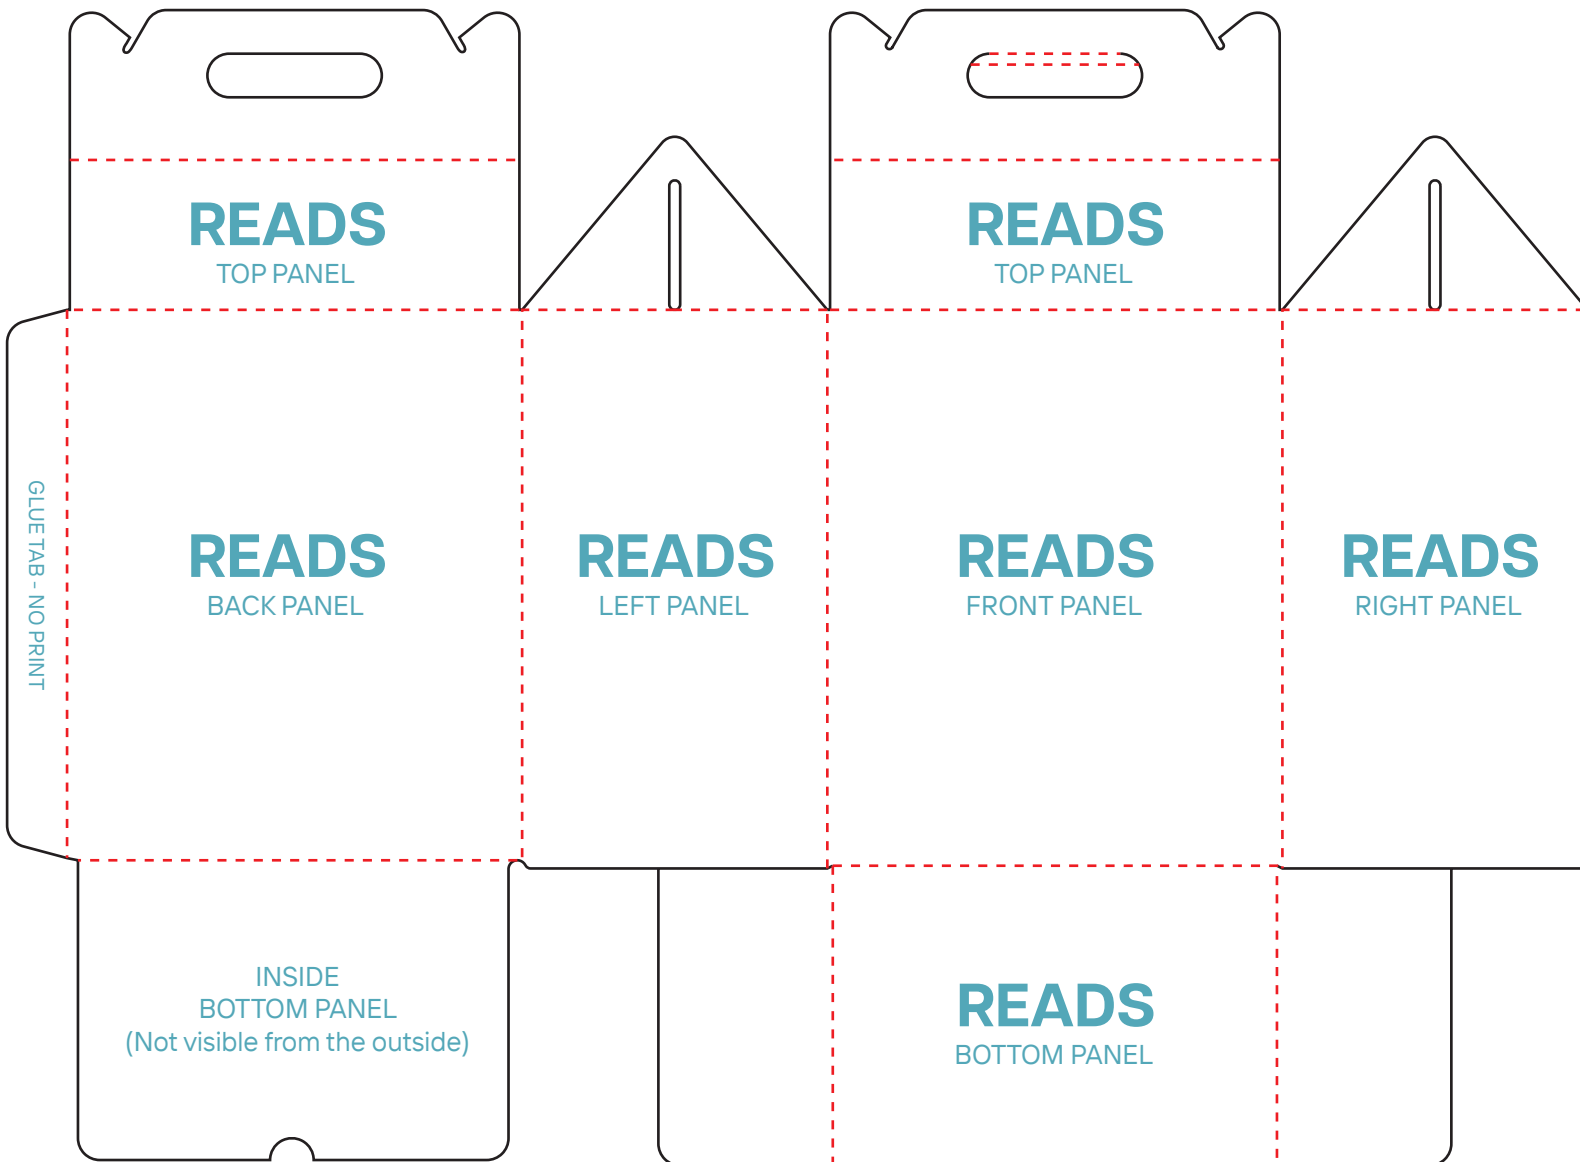 READS
TOP PANEL
READS
TOP PANEL
GLUE TAB - NO PRINT
READS
BACK PANEL
READS
LEFT PANEL
READS
FRONT PANEL
READS
RIGHT PANEL
INSIDE
BOTTOM PANEL
(Not visible from the outside)
READS
BOTTOM PANEL